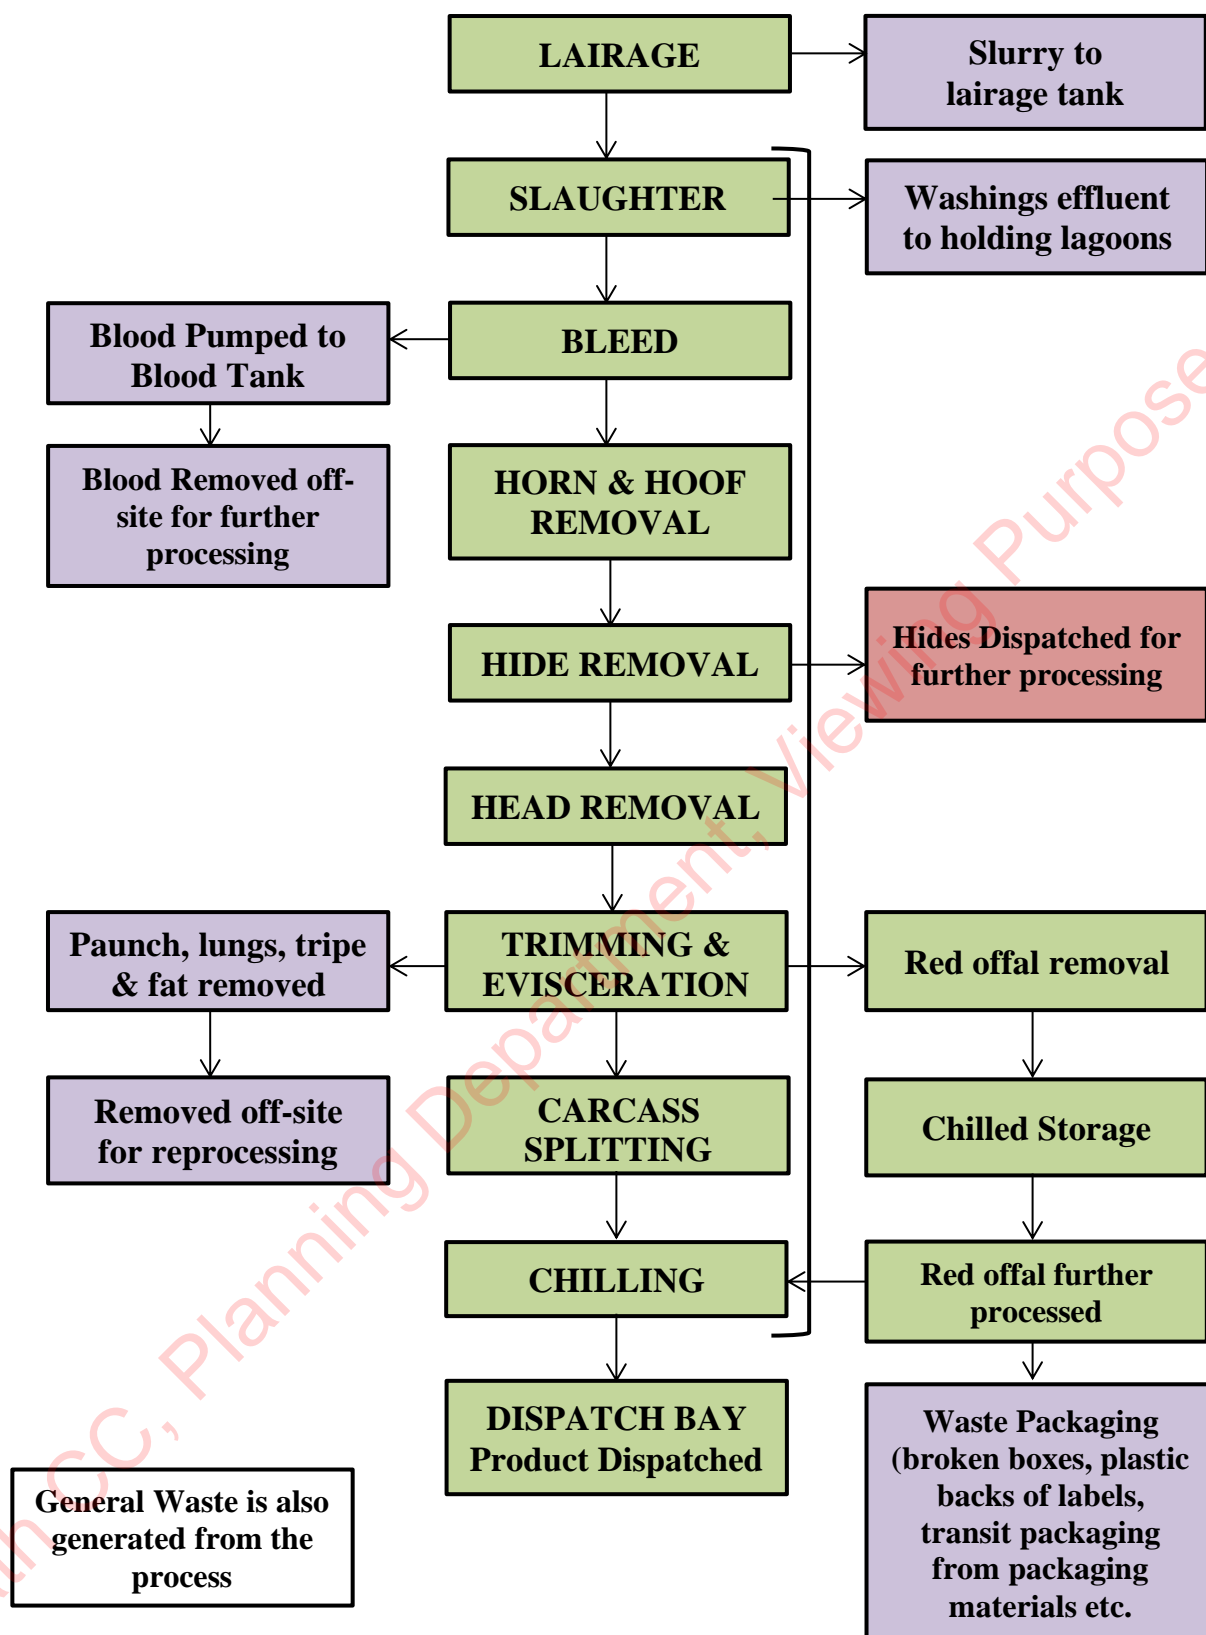 LAIRAGE
Slurry to
lairage tank
SLAUGHTER
Washings effluent
to holding lagoons
Blood Pumped to
Blood Tank
BLEED
Blood Removed off-
site for further
processing
HORN & HOOF
REMOVAL
HIDE REMOVAL
Hides Dispatched for
further processing
HEAD REMOVAL
Paunch, lungs, tripe
& fat removed
TRIMMING &
EVISCERATION
Red offal removal
Removed off-site
for reprocessing
CARCASS
SPLITTING
Chilled Storage
CHILLING
Red offal further
processed
DISPATCH BAY
Product Dispatched
Waste Packaging
(broken boxes, plastic
backs of labels,
transit packaging
from packaging
materials etc.
General Waste is also
generated from the
process
CC, Planning Department, Viewing Purpose